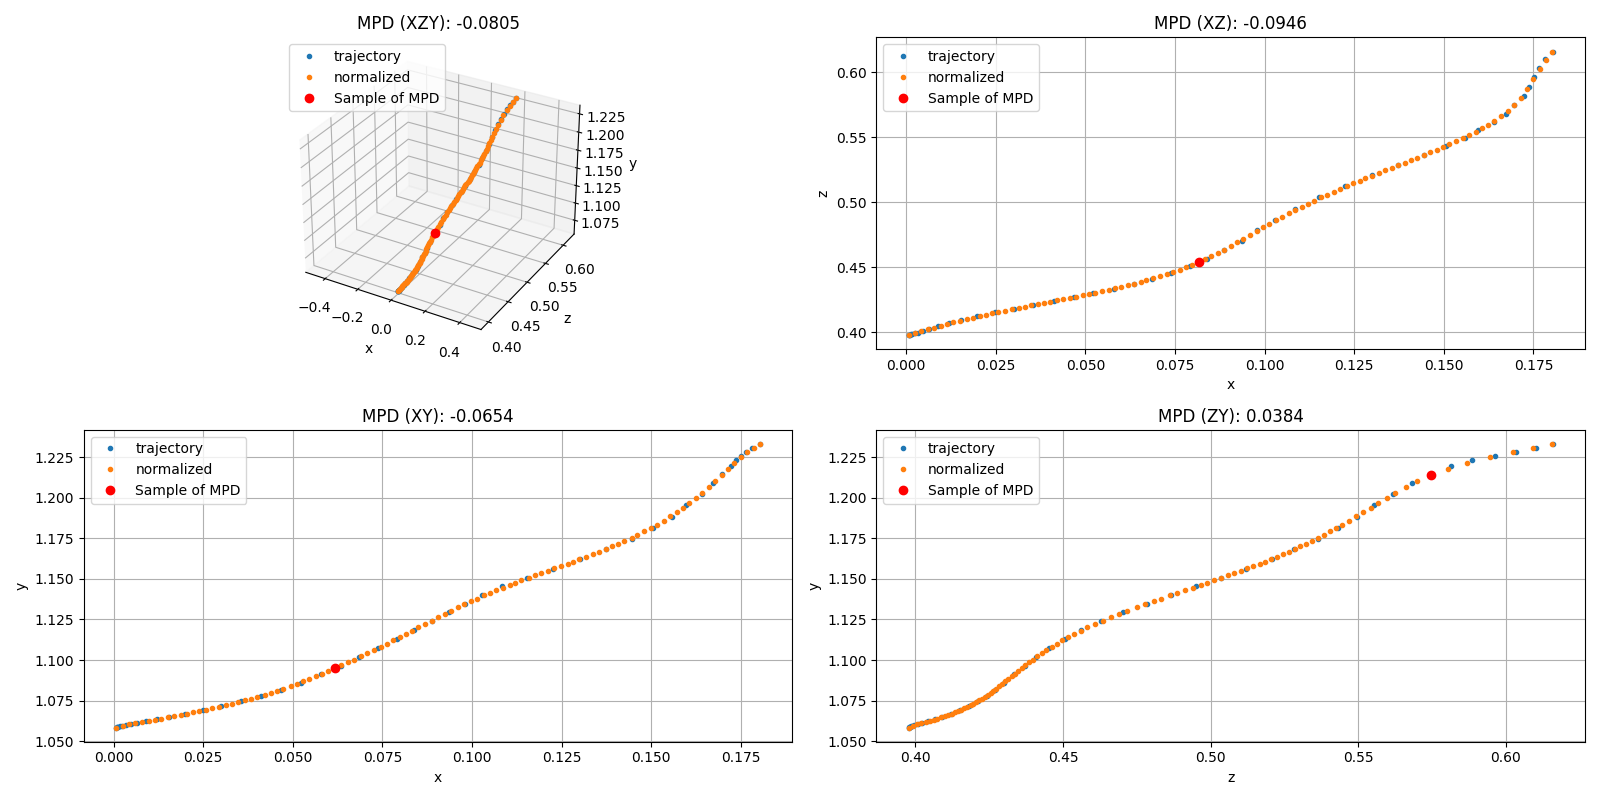 MPD (XZY): -0.0805
trajectory
normalized
Sample of MPD
1.225
1.200
1.175
1.150
1.125
1.100
1.075
y
0.60
0.55
0.50
0.45
0.40
z
−0.4
−0.2
0.0
0.2
0.4
x
MPD (XZ): -0.0946
trajectory
normalized
Sample of MPD
0.60
0.55
0.50
0.45
0.40
z
0.000 0.025 0.050 0.075 0.100 0.125 0.150 0.175
x
MPD (XY): -0.0654
trajectory
normalized
Sample of MPD
1.225
1.200
1.175
1.150
1.125
1.100
1.075
1.050
y
0.000 0.025 0.050 0.075 0.100 0.125 0.150 0.175
x
MPD (ZY): 0.0384
trajectory
normalized
Sample of MPD
1.225
1.200
1.175
1.150
1.125
1.100
1.075
1.050
y
0.40 0.45 0.50 0.55 0.60
z